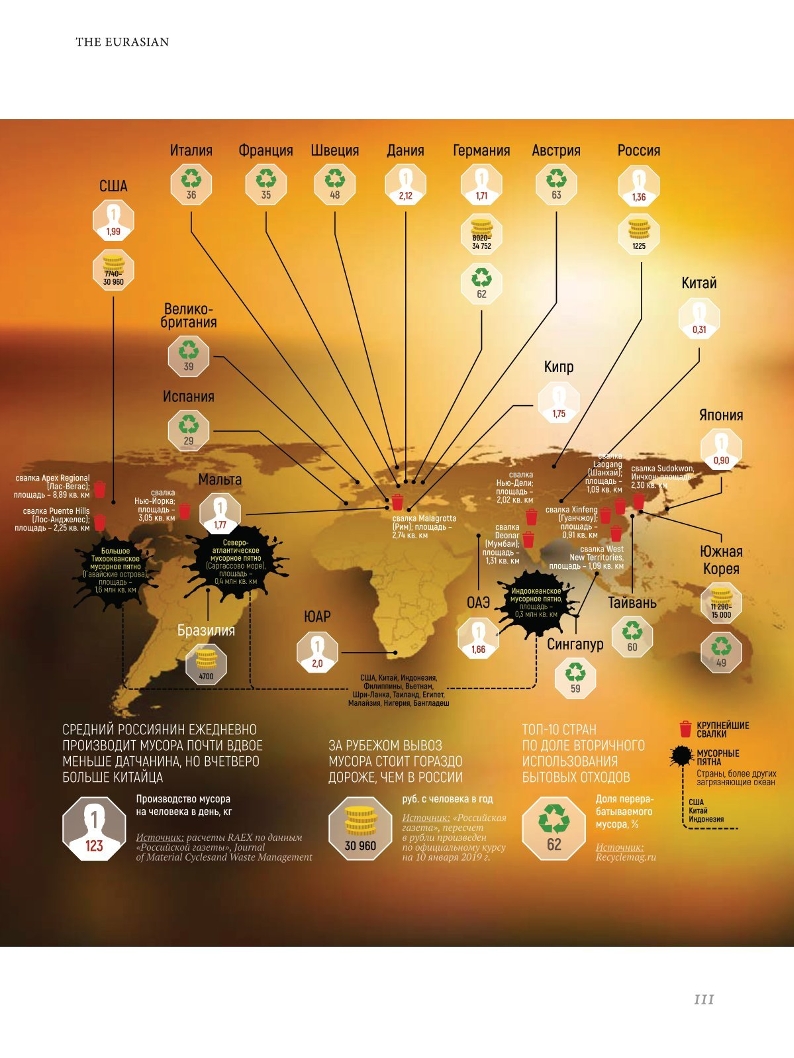 THE EURASIAN
Италия
36
Франция
35
Швеция
48
Дания
1
2,12
Германия
1
1,71
8920–
34 752
62
Австрия
63
Россия
1
1,36
1225
США
1
1,99
7740–
30 960
Китай
0,31
Велико-
британия
39
Испания
29
Кипр
1,75
Япония
1
0,90
свалка Apex Regional
(Лас-Вегас);
площадь – 8,89 кв. км
свалка Puente Hills
(Лос-Анджелес);
площадь – 2,25 кв. км
свалка
Нью-Йорка;
площадь –
3,05 кв. км
Мальта
1
1,77
свалка Malagrotta
(Рим), площадь –
2,74 кв. км
свалка
Нью-Дели;
площадь –
2,02 кв. км
свалка
Deonar
(Мумбаи);
площадь –
1,31 кв. км
свалка
Laogang
(Шанхай);
площадь –
1,09 кв. км
свалка Sudokwon,
Инчхон, площадь –
2,30 кв. км
свалка Xinfeng
(Гуанчжоу);
площадь –
0,91 кв. км
свалка West
New Territories,
площадь – 1,09 кв. км
Большое
Тихоокеанское
мусорное пятно
(Гавайские острова),
площадь –
1,6 млн кв. км
Северо-
атлантическое
мусорное пятно
(Саргассово море),
площадь –
0,4 млн кв. км
Индоокеанское
мусорное пятно
площадь –
0,3 млн кв. км
Бразилия
4700
ЮАР
1
2,0
ОАЭ
1
1,66
Сингапур
59
Тайвань
60
Южная
Корея
11 290–
15 000
49
США, Китай, Индонезия,
Филиппины, Вьетнам,
Шри-Ланка, Таиланд, Египет,
Малайзия, Нигерия, Бангладеш
СРЕДНИЙ РОССИЯНИН ЕЖЕДНЕВНО
ПРОИЗВОДИТ МУСОРА ПОЧТИ ВДВОЕ
МЕНЬШЕ ДАТЧАНИНА, НО ВЧЕТВЕРО
БОЛЬШЕ КИТАЙЦА
1
123
Производство мусора
на человека в день, кг
Источник: расчеты RAEX по данным
«Российской газеты», Journal
of Material Cyclesand Waste Management
ЗА РУБЕЖОМ ВЫВОЗ
МУСОРА СТОИТ ГОРАЗДО
ДОРОЖЕ, ЧЕМ В РОССИИ
30 960
руб. с человека в год
Источник: «Российская
газета», пересчет
в рубли произведен
по официальному курсу
на 10 января 2019 г.
ТОП-10 СТРАН
ПО ДОЛЕ ВТОРИЧНОГО
ИСПОЛЬЗОВАНИЯ
БЫТОВЫХ ОТХОДОВ
62
Доля перера-
батываемого
мусора, %
Источник:
Recyclemag.ru
КРУПНЕЙШИЕ
СВАЛКИ
МУСОРНЫЕ
ПЯТНА
Страны, более других
загрязняющие океан
США
Китай
Индонезия
III